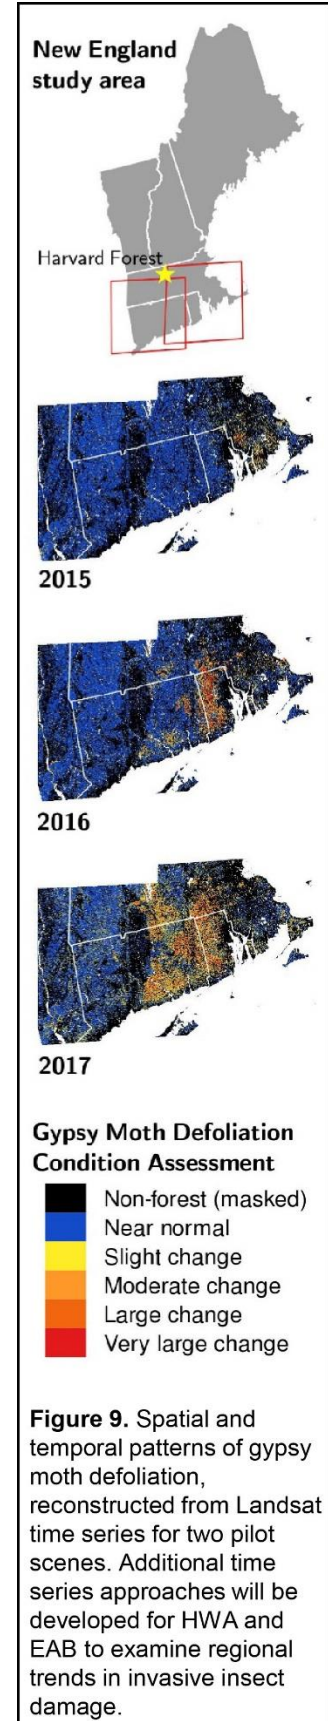 New England
study area
Harvard Forest
2015
2016
2017
Gypsy Moth Defoliation
Condition Assessment
Non-forest (masked)
Near normal
Slight change
Moderate change
Large change
Very large change
Figure 9. Spatial and
temporal patterns of gypsy
moth defoliation,
reconstructed from Landsat
time series for two pilot
scenes. Additional time
series approaches will be
developed for HWA and
EAB to examine regional
trends in invasive insect
damage.